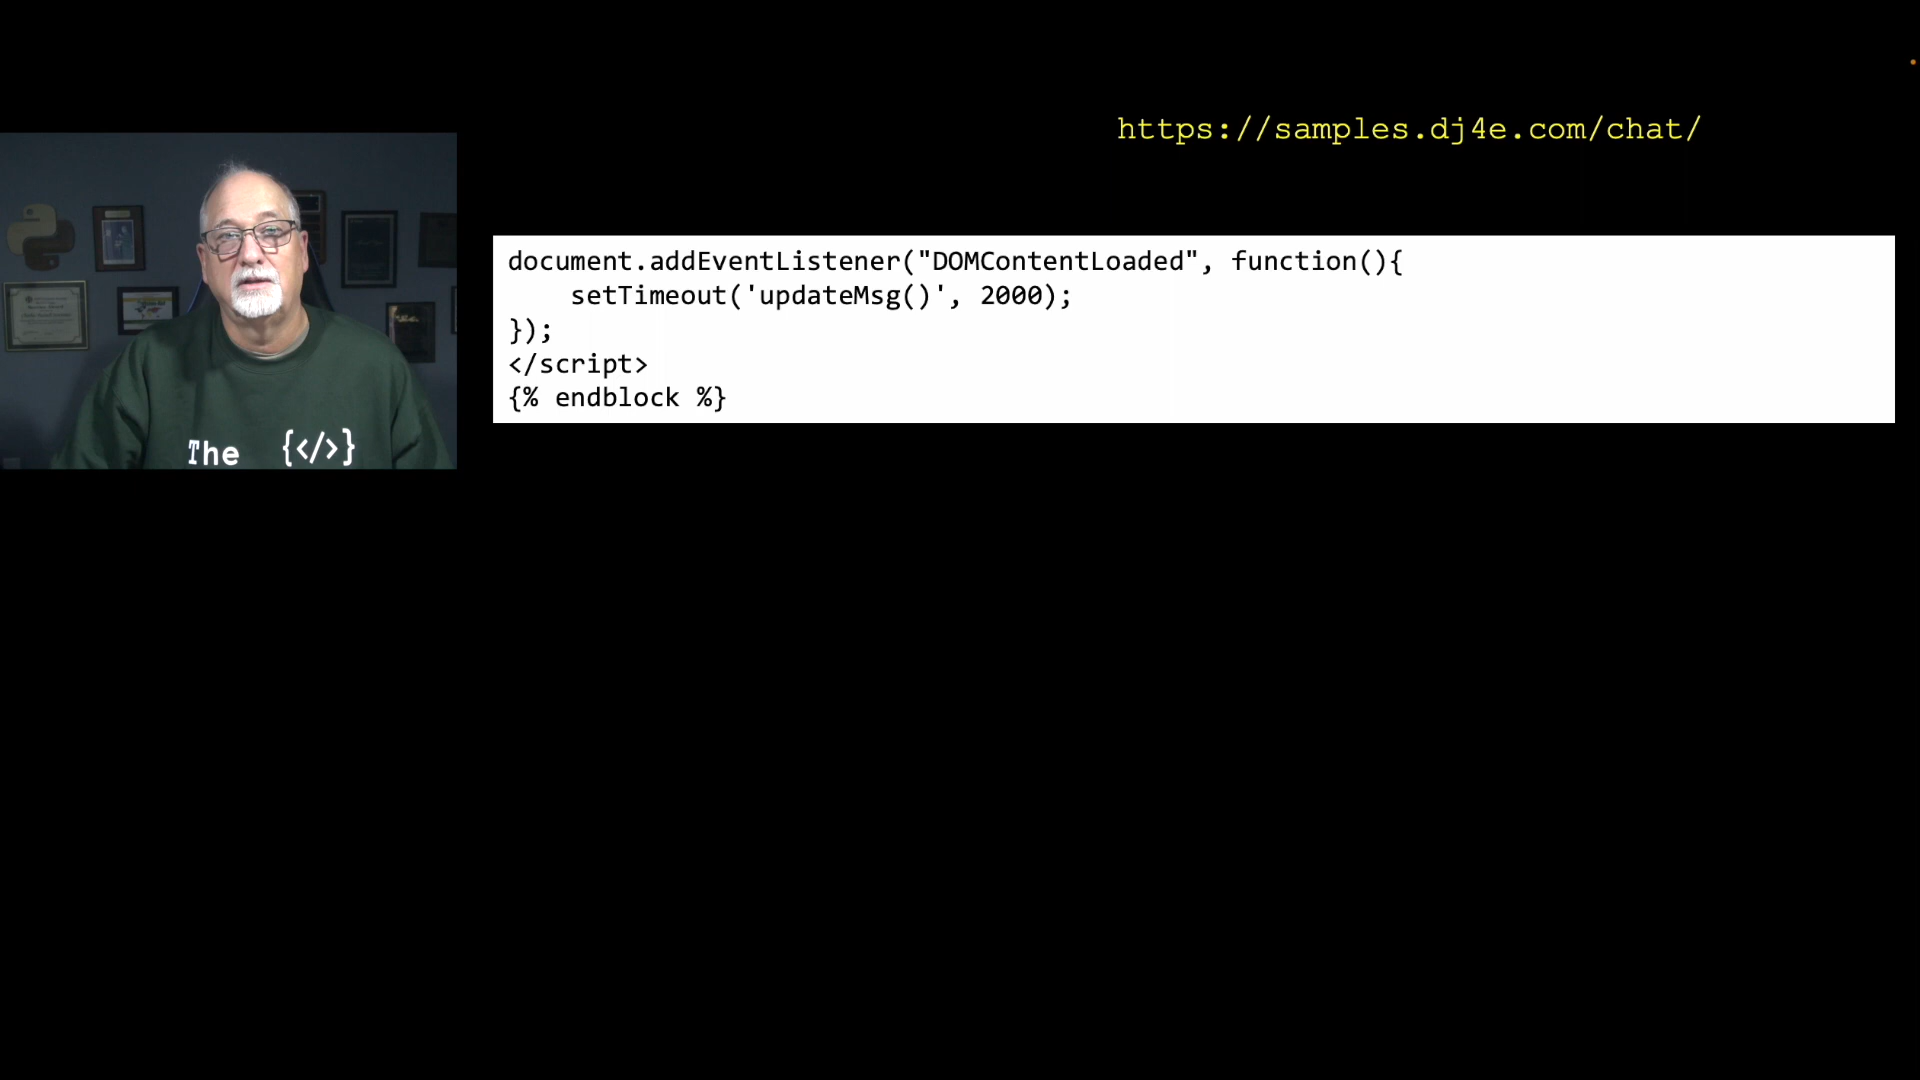 https://samples.dj4e.com/chat/
document.addEventListener("DOMContentLoaded", function(){
    setTimeout('updateMsg()', 2000);
});
</script>
{% endblock %}
The {</>}